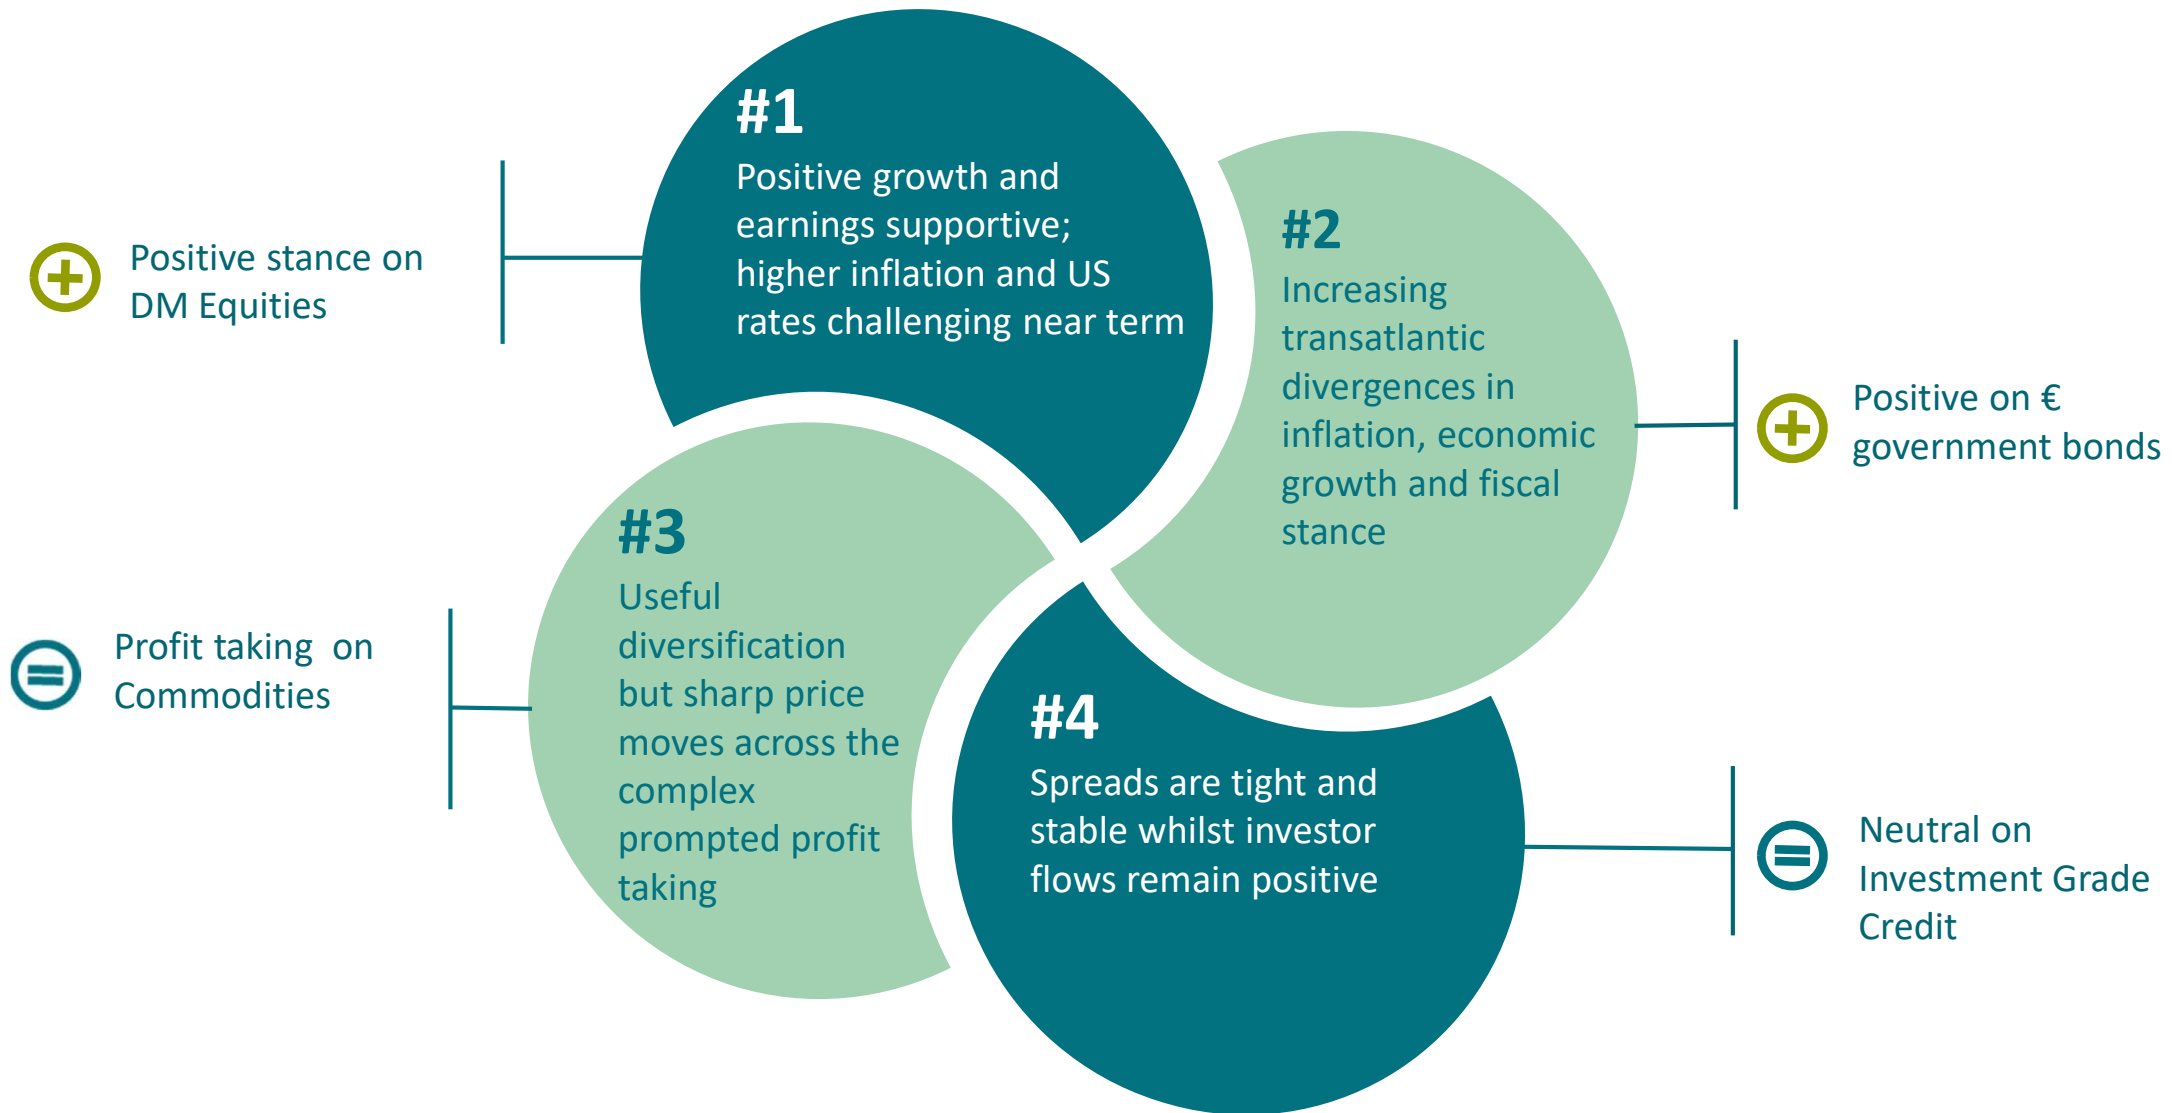 #1
Positive growth and
earnings supportive;
higher inflation and US
rates challenging near term
Positive stance on
DM Equities
#2
Increasing
transatlantic
divergences in
inflation, economic
growth and fiscal
stance
Positive on €
government bonds
#3
Useful
diversification
but sharp price
moves across the
complex
prompted profit
taking
Profit taking  on
Commodities
#4
Spreads are tight and
stable whilst investor
flows remain positive
Neutral on
Investment Grade
Credit